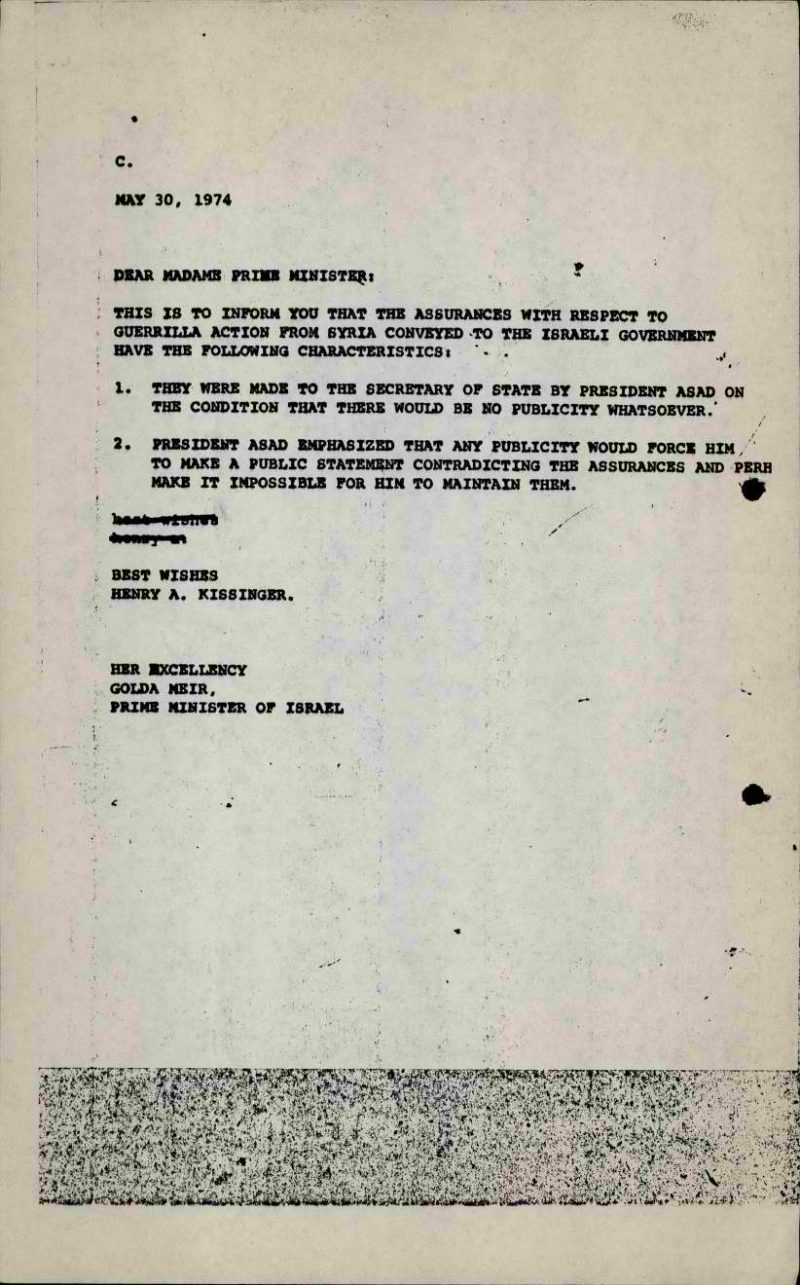 C.
MAY 30, 1974
DEAR MADAME PRIME MINISTER:
THIS IS TO INFORM YOU THAT THE ASSURANCES WITH RESPECT TO
GUERRILLA ACTION FROM SYRIA CONVEYED TO THE ISRAELI GOVERNMENT
HAVE THE FOLLOWING CHARACTERISTICS:
1. THEY WERE MADE TO THE SECRETARY OF STATE BY PRESIDENT ASAD ON
THE CONDITION THAT THERE WOULD BE NO PUBLICITY WHATSOEVER.
2. PRESIDENT ASAD EMPHASIZED THAT ANY PUBLICITY WOULD FORCE HIM
TO MAKE A PUBLIC STATEMENT CONTRADICTING THE ASSURANCES AND PERH
MAKE IT IMPOSSIBLE FOR HIM TO MAINTAIN THEM.
best wishes
BEST WISHES
HENRY A. KISSINGER.
HER EXCELLENCY
GOLDA MEIR,
PRIME MINISTER OF ISRAEL